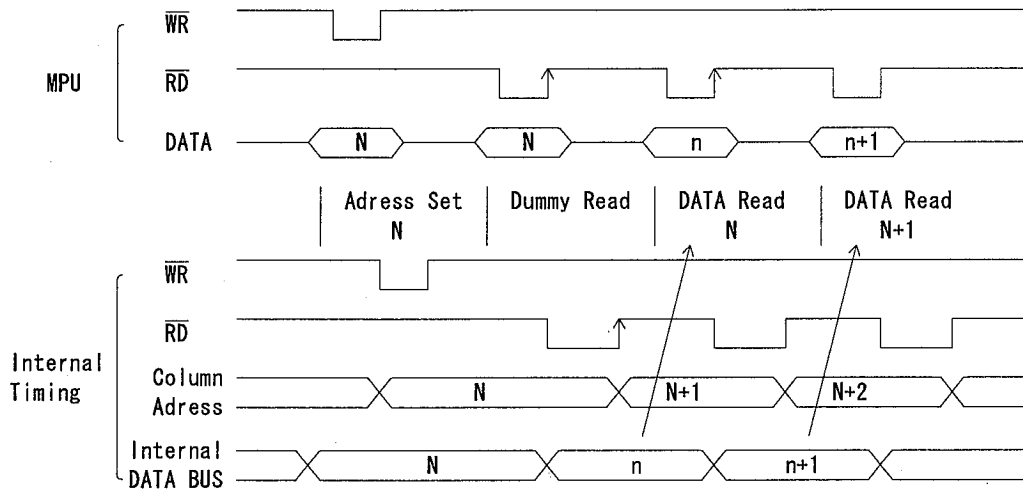 WR
MPU
RD
DATA N N n n+1
Adress Set Dummy Read DATA Read DATA Read
N N N+1
WR
RD
Internal
Timing
Column
Adress
N N+1 N+2
Internal
DATA BUS
N n n+1